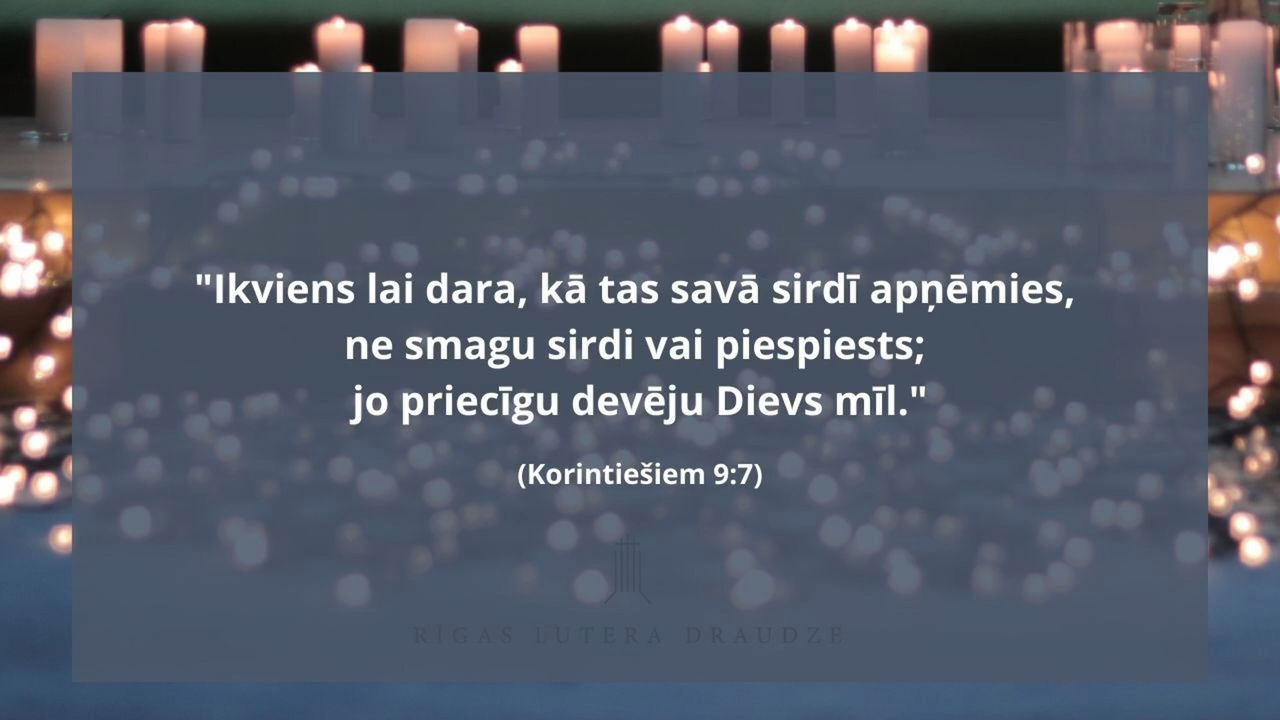 "Ikviens lai dara, kā tas savā sirdī apņēmies,
ne smagu sirdi vai piespiests;
jo priecīgu devēju Dievs mīl."
(Korintiešiem 9:7)
RĪGAS LUTERA DRAUDZE